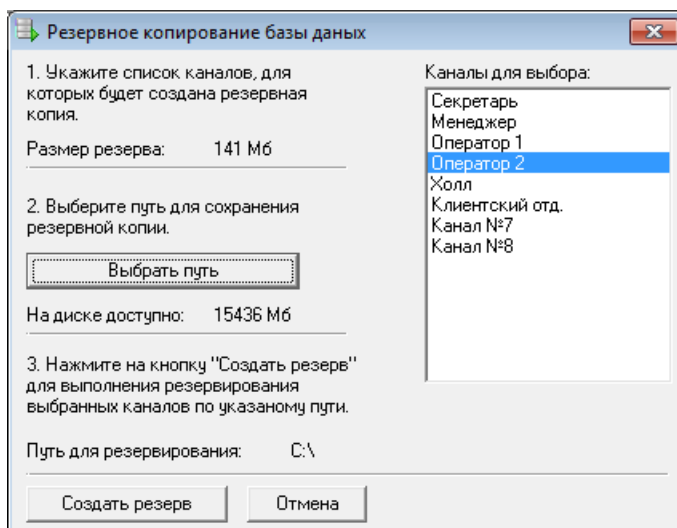 Резервное копирование базы данных
1. Укажите список каналов, для
которых будет создана резервная
копия.
Размер резерва: 141 Мб
2. Выберите путь для сохранения
резервной копии.
Выбрать путь
На диске доступно: 15436 Мб
3. Нажмите на кнопку "Создать резерв"
для выполнения резервирования
выбранных каналов по указаному пути.
Путь для резервирования: C:\
Создать резерв Отмена
Каналы для выбора:
Секретарь
Менеджер
Оператор 1
Оператор 2
Холл
Клиентский отд.
Канал №7
Канал №8